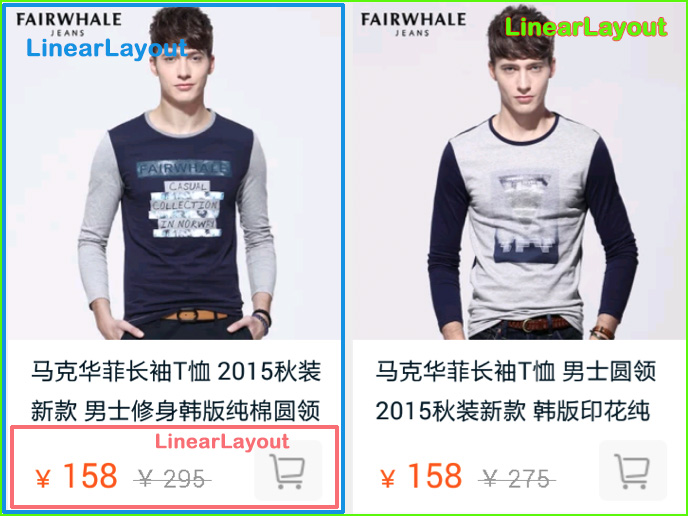 FAIRWHALE
JEANS
LinearLayout
FAIRWHALE
CASUAL
COLLECTION
IN NORWAY
FAIRWHALE
JEANS
LinearLayout
马克华菲长袖T恤 2015秋装
新款 男士修身韩版纯棉圆领
LinearLayout
¥ 158 ¥ 295
马克华菲长袖T恤 男士圆领
2015秋装新款 韩版印花纯
¥ 158 ¥ 275